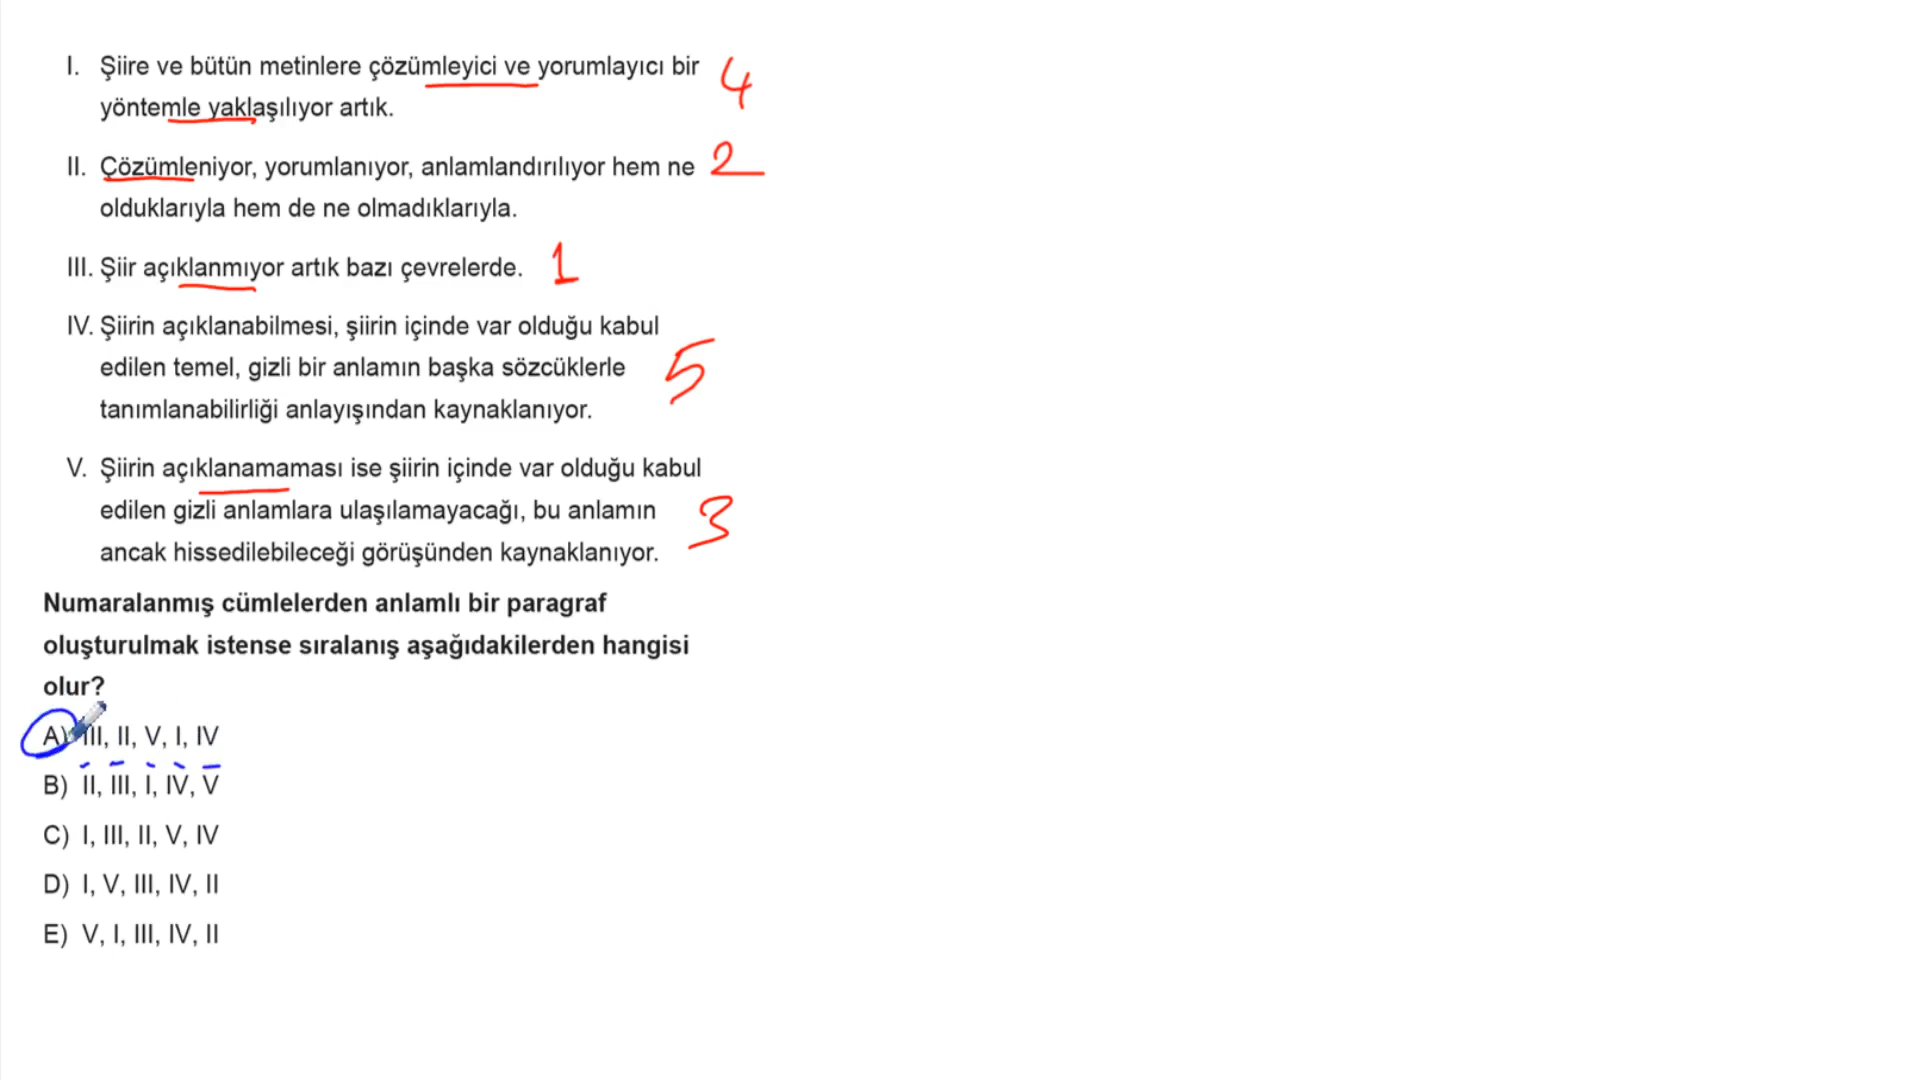 I. Şiire ve bütün metinlere çözümleyici ve yorumlayıcı bir 4
yöntemle yaklaşılıyor artık.
II. Çözümleniyor, yorumlanıyor, anlamlandırılıyor hem ne 2
olduklarıyla hem de ne olmadıklarıyla.
III. Şiir açıklanmıyor artık bazı çevrelerde. 1
IV. Şiirin açıklanabilmesi, şiirin içinde var olduğu kabul
edilen temel, gizli bir anlamın başka sözcüklerle 5
tanımlanabilirliği anlayışından kaynaklanıyor.
V. Şiirin açıklanamaması ise şiirin içinde var olduğu kabul
edilen gizli anlamlara ulaşılamayacağı, bu anlamın 3
ancak hissedilebileceği görüşünden kaynaklanıyor.
Numaralanmış cümlelerden anlamlı bir paragraf
oluşturulmak istense sıralanış aşağıdakilerden hangisi
olur?
A) III, II, V, I, IV
B) II, III, I, IV, V
C) I, III, II, V, IV
D) I, V, III, IV, II
E) V, I, III, IV, II